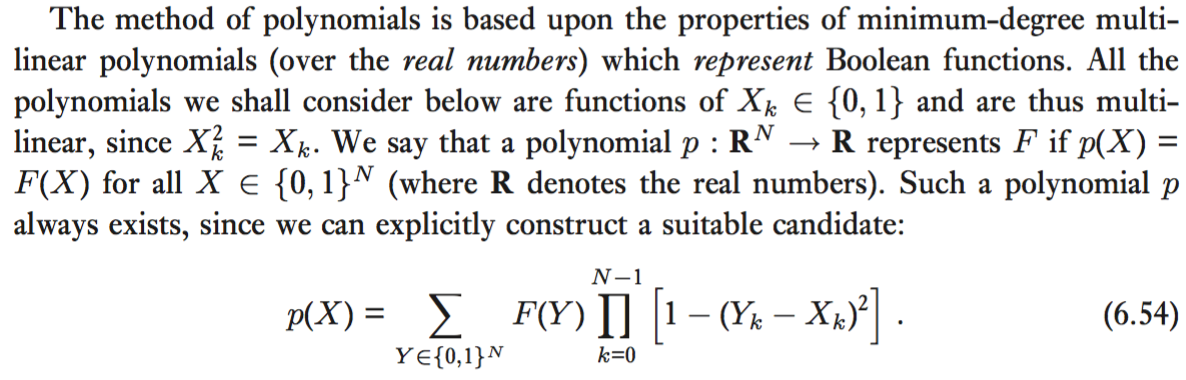 The method of polynomials is based upon the properties of minimum-degree multi-
linear polynomials (over the real numbers) which represent Boolean functions. All the
polynomials we shall consider below are functions of X_k ∈ {0, 1} and are thus multi-
linear, since X_k^2 = X_k. We say that a polynomial p : R^N → R represents F if p(X) =
F(X) for all X ∈ {0, 1}^N (where R denotes the real numbers). Such a polynomial p
always exists, since we can explicitly construct a suitable candidate:
p(X) = ∑_{Y∈{0,1}^N} F(Y) ∏_{k=0}^{N−1} [1 − (Y_k − X_k)^2] . (6.54)